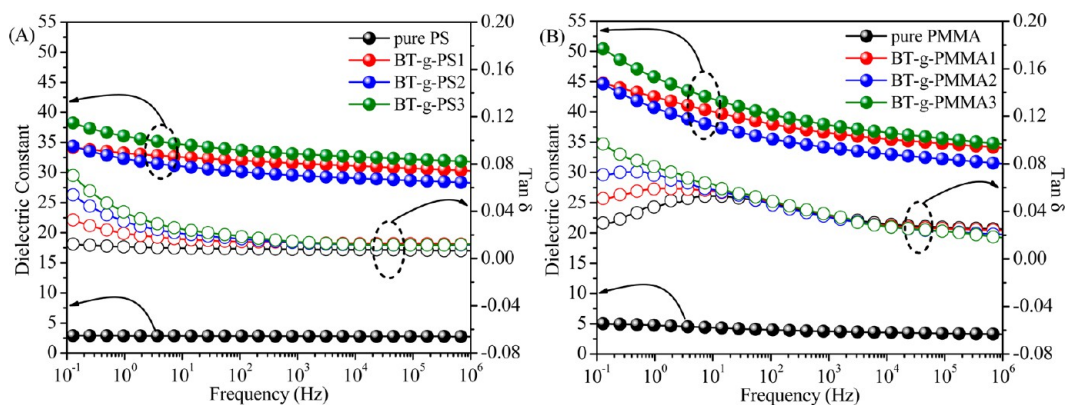 (A)
pure PS
BT-g-PS1
BT-g-PS2
BT-g-PS3
Dielectric Constant
55
50
45
40
35
30
25
20
15
10
5
0
0.20
0.16
0.12
0.08
0.04
0.00
-0.04
-0.08
Tan δ
10⁻¹ 10⁰ 10¹ 10² 10³ 10⁴ 10⁵ 10⁶
Frequency (Hz)
(B)
pure PMMA
BT-g-PMMA1
BT-g-PMMA2
BT-g-PMMA3
Dielectric Constant
55
50
45
40
35
30
25
20
15
10
5
0
0.20
0.16
0.12
0.08
0.04
0.00
-0.04
-0.08
Tan δ
10⁻¹ 10⁰ 10¹ 10² 10³ 10⁴ 10⁵ 10⁶
Frequency (Hz)